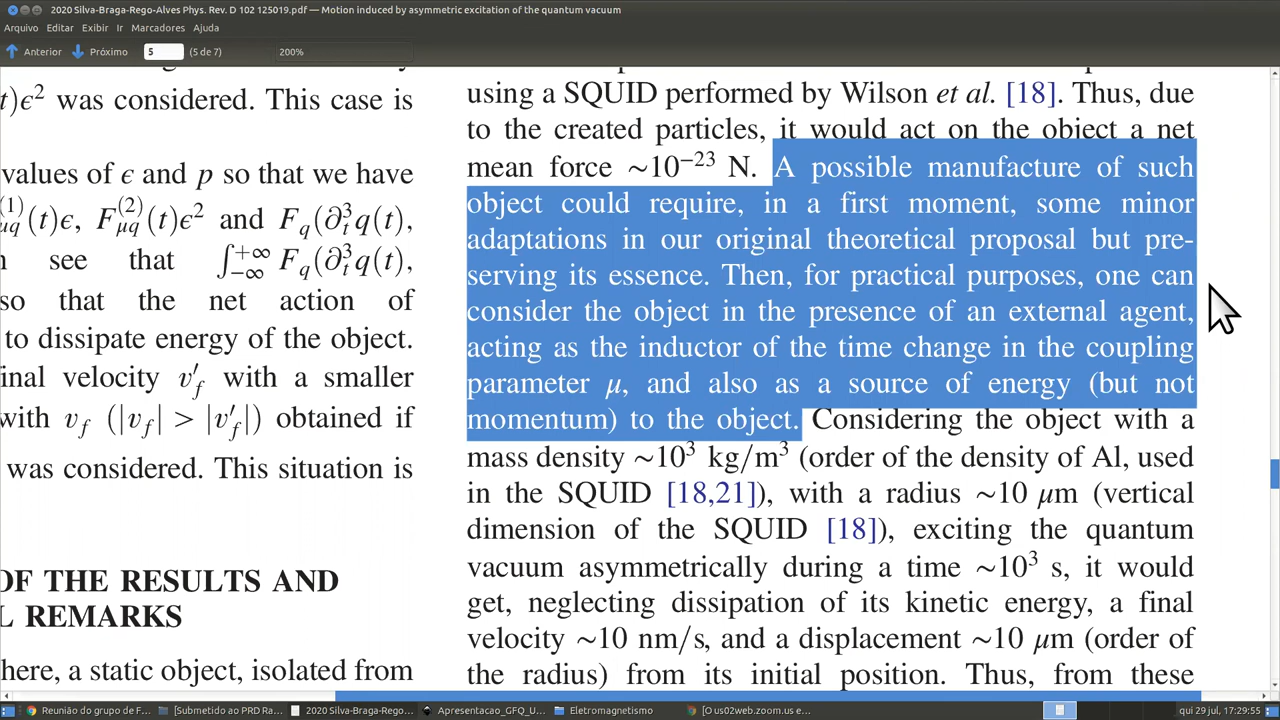 2020 Silva-Braga-Rego-Alves Phys. Rev. D 102 125019.pdf — Motion induced by asymmetric excitation of the quantum vacuum
Arquivo Editar Exibir Ir Marcadores Ajuda
Anterior Próximo 5 (5 de 7) 200%
t)ϵ² was considered. This case is
values of ϵ and p so that we have
(t)ϵ, F_{μq}^{(2)}(t)ϵ² and F_q(∂_t^3 q(t),
see that ∫_{−∞}^{+∞} F_q(∂_t^3 q(t),
so that the net action of
to dissipate energy of the object.
inal velocity v′_f with a smaller
with v_f (|v_f| > |v′_f|) obtained if
was considered. This situation is
OF THE RESULTS AND
L REMARKS
here, a static object, isolated from
using a SQUID performed by Wilson et al. [18]. Thus, due
to the created particles, it would act on the object a net
mean force ∼10⁻²³ N. A possible manufacture of such
object could require, in a first moment, some minor
adaptations in our original theoretical proposal but pre-
serving its essence. Then, for practical purposes, one can
consider the object in the presence of an external agent,
acting as the inductor of the time change in the coupling
parameter μ, and also as a source of energy (but not
momentum) to the object. Considering the object with a
mass density ∼10³ kg/m³ (order of the density of Al, used
in the SQUID [18,21]), with a radius ∼10 μm (vertical
dimension of the SQUID [18]), exciting the quantum
vacuum asymmetrically during a time ∼10³ s, it would
get, neglecting dissipation of its kinetic energy, a final
velocity ∼10 nm/s, and a displacement ∼10 μm (order of
the radius) from its initial position. Thus, from these
Reunião do grupo de F... [Submetido ao PRD Ra... 2020 Silva-Braga-Rego-... Apresentacao_GFQ_U... Eletromagnetismo [O us02web.zoom.us e... qui 29 jul, 17:29:55